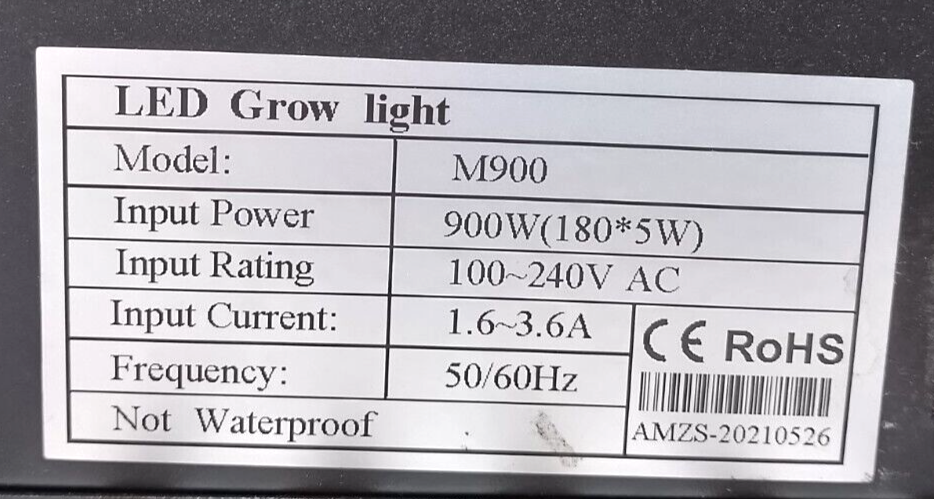 LED Grow light
Model: M900
Input Power 900W(180*5W)
Input Rating 100~240V AC
Input Current: 1.6~3.6A
CE RoHS
Frequency: 50/60Hz
Not Waterproof
AMZS-20210526